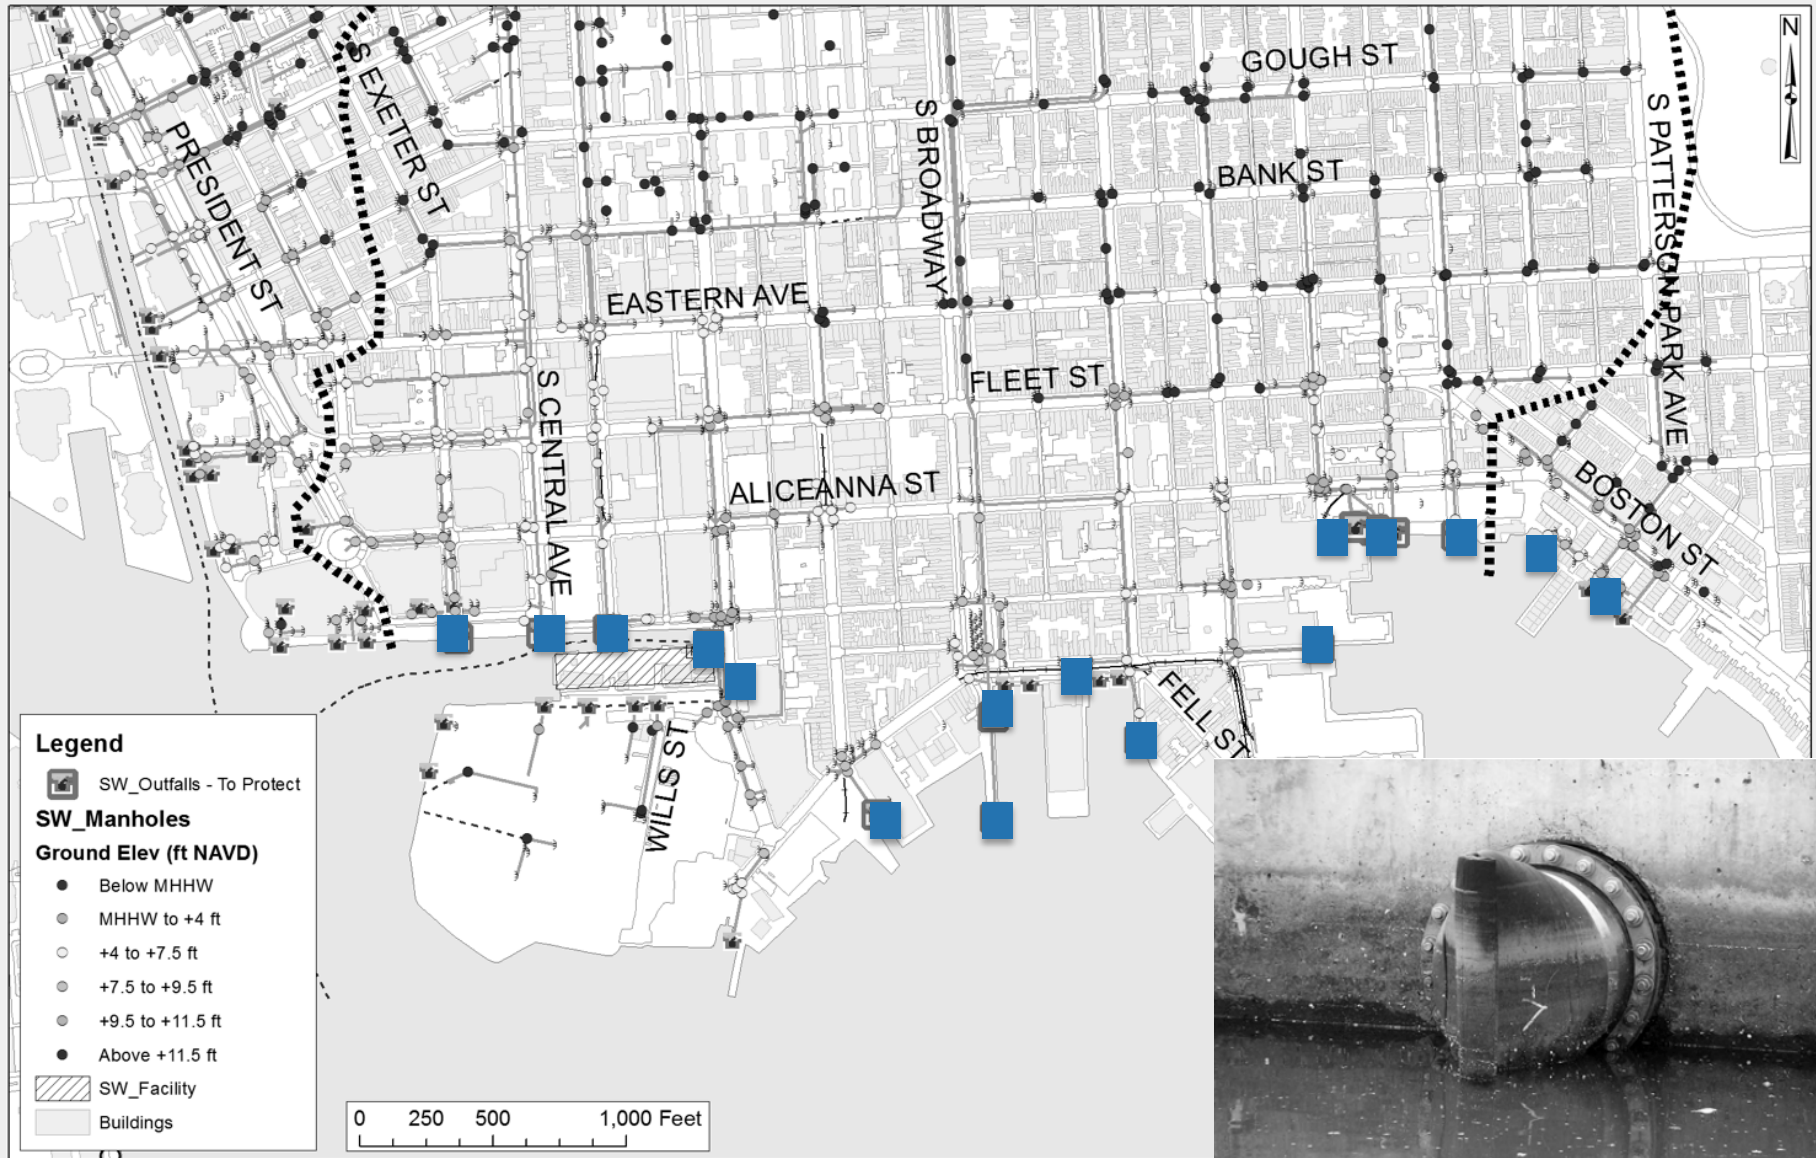 GOUGH ST
N
S EXETER ST
S BROADWAY
S PATTERSON PARK AVE
PRESIDENT ST
BANK ST
EASTERN AVE
FLEET ST
S CENTRAL AVE
ALICEANNA ST
BOSTON ST
FELL ST
WILLS ST
Legend
SW_Outfalls - To Protect
SW_Manholes
Ground Elev (ft NAVD)
Below MHHW
MHHW to +4 ft
+4 to +7.5 ft
+7.5 to +9.5 ft
+9.5 to +11.5 ft
Above +11.5 ft
SW_Facility
Buildings
0 250 500 1,000 Feet